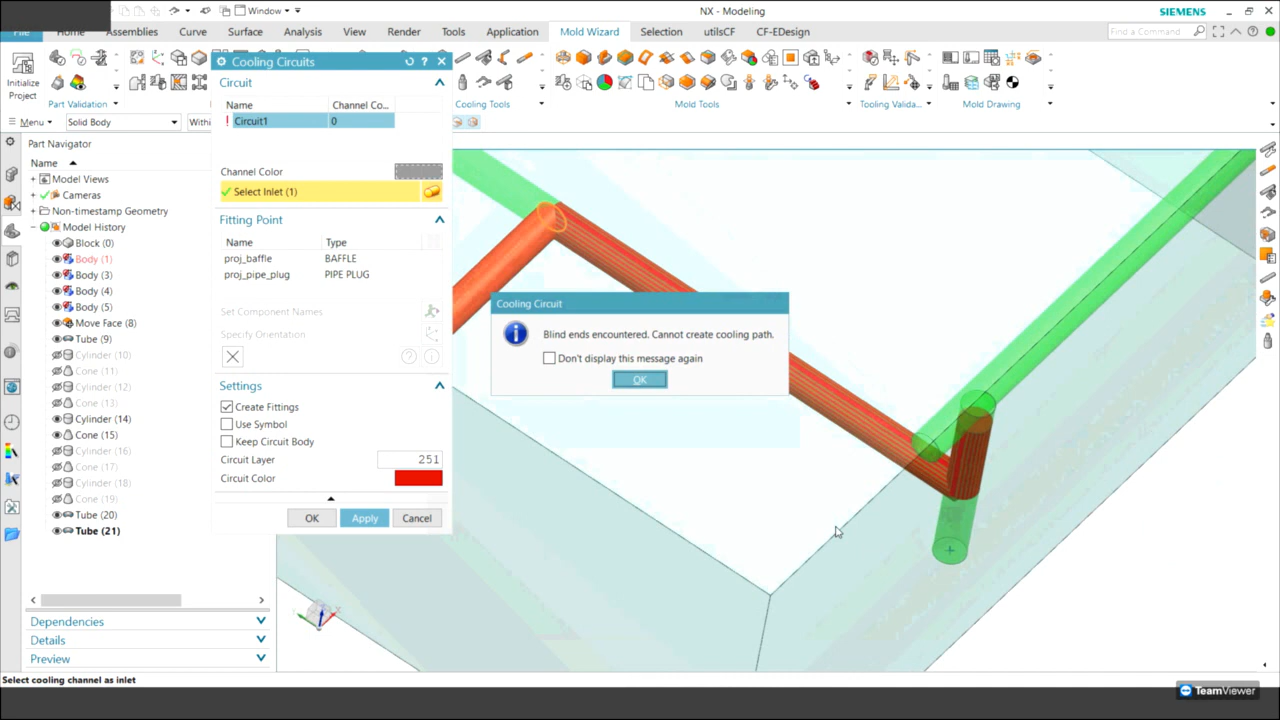 Window
NX - Modeling
SIEMENS
File
Home
Assemblies
Curve
Surface
Analysis
View
Render
Tools
Application
Mold Wizard
Selection
utilsCF
CF-EDesign
Find a Command
Initialize
Project
Part Validation
Cooling Tools
Mold Tools
Tooling Valida...
Mold Drawing
Menu
Solid Body
Withi
Part Navigator
Name
Model Views
Cameras
Non-timestamp Geometry
Model History
Block (0)
Body (1)
Body (3)
Body (4)
Body (5)
Move Face (8)
Tube (9)
Cylinder (10)
Cone (11)
Cylinder (12)
Cone (13)
Cylinder (14)
Cone (15)
Cylinder (16)
Cone (17)
Cylinder (18)
Cone (19)
Tube (20)
Tube (21)
Dependencies
Details
Preview
Cooling Circuits
Circuit
Name Channel Co...
Circuit1 0
Channel Color
Select Inlet (1)
Fitting Point
Name Type
proj_baffle BAFFLE
proj_pipe_plug PIPE PLUG
Set Component Names
Specify Orientation
Settings
Create Fittings
Use Symbol
Keep Circuit Body
Circuit Layer 251
Circuit Color
OK Apply Cancel
Cooling Circuit
Blind ends encountered. Cannot create cooling path.
Don't display this message again
OK
Select cooling channel as inlet
TeamViewer